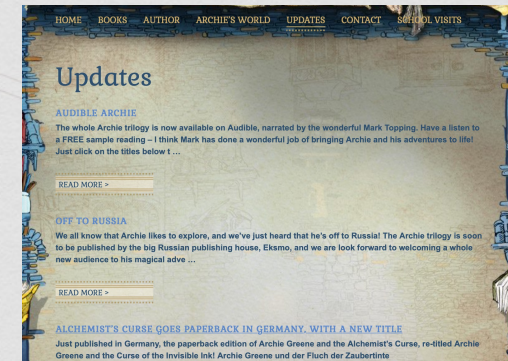 HOME BOOKS AUTHOR ARCHIE'S WORLD UPDATES CONTACT SCHOOL VISITS
Updates
AUDIBLE ARCHIE
The whole Archie trilogy is now available on Audible, narrated by the wonderful Mark Topping. Have a listen to
a FREE sample reading – I think Mark has done a wonderful job of bringing Archie and his adventures to life!
Just click on the titles below t …
READ MORE >
OFF TO RUSSIA
We all know that Archie likes to explore, and we've just heard that he's off to Russia! The Archie trilogy is soon
to be published by the big Russian publishing house, Eksmo, and we are look forward to welcoming a whole
new audience to his magical adve …
READ MORE >
ALCHEMIST'S CURSE GOES PAPERBACK IN GERMANY, WITH A NEW TITLE
Just published in Germany, the paperback edition of Archie Greene and the Alchemist's Curse, re-titled Archie
Greene and the Curse of the Invisible Ink! Archie Greene und der Fluch der Zaubertinte